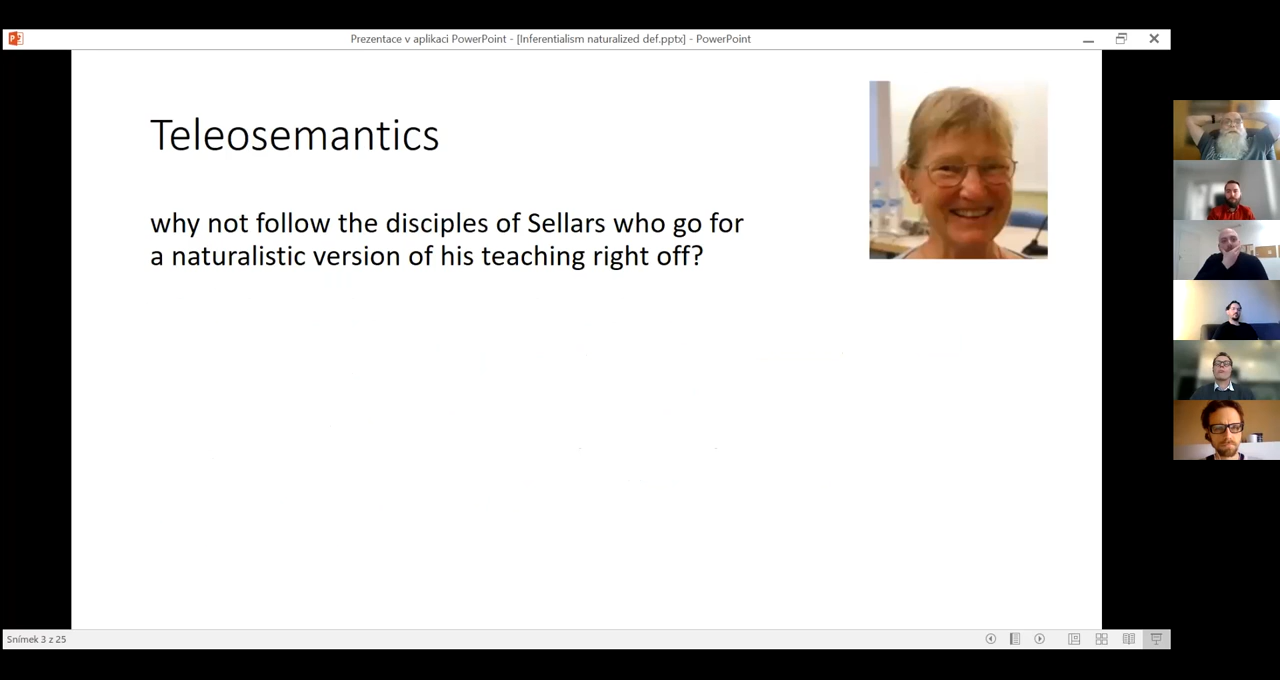 Prezentace v aplikaci PowerPoint - [Inferentialism naturalized def.pptx] - PowerPoint
Teleosemantics
why not follow the disciples of Sellars who go for
a naturalistic version of his teaching right off?
Snímek 3 z 25